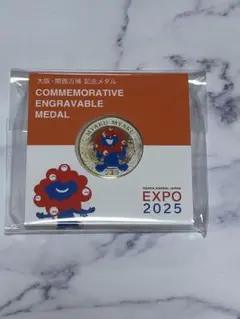 大阪・関西万博 記念メダル
COMMEMORATIVE
ENGRAVABLE
MEDAL
MYAKU-MYAKU
OSAKA, KANSAI, JAPAN
EXPO
2025